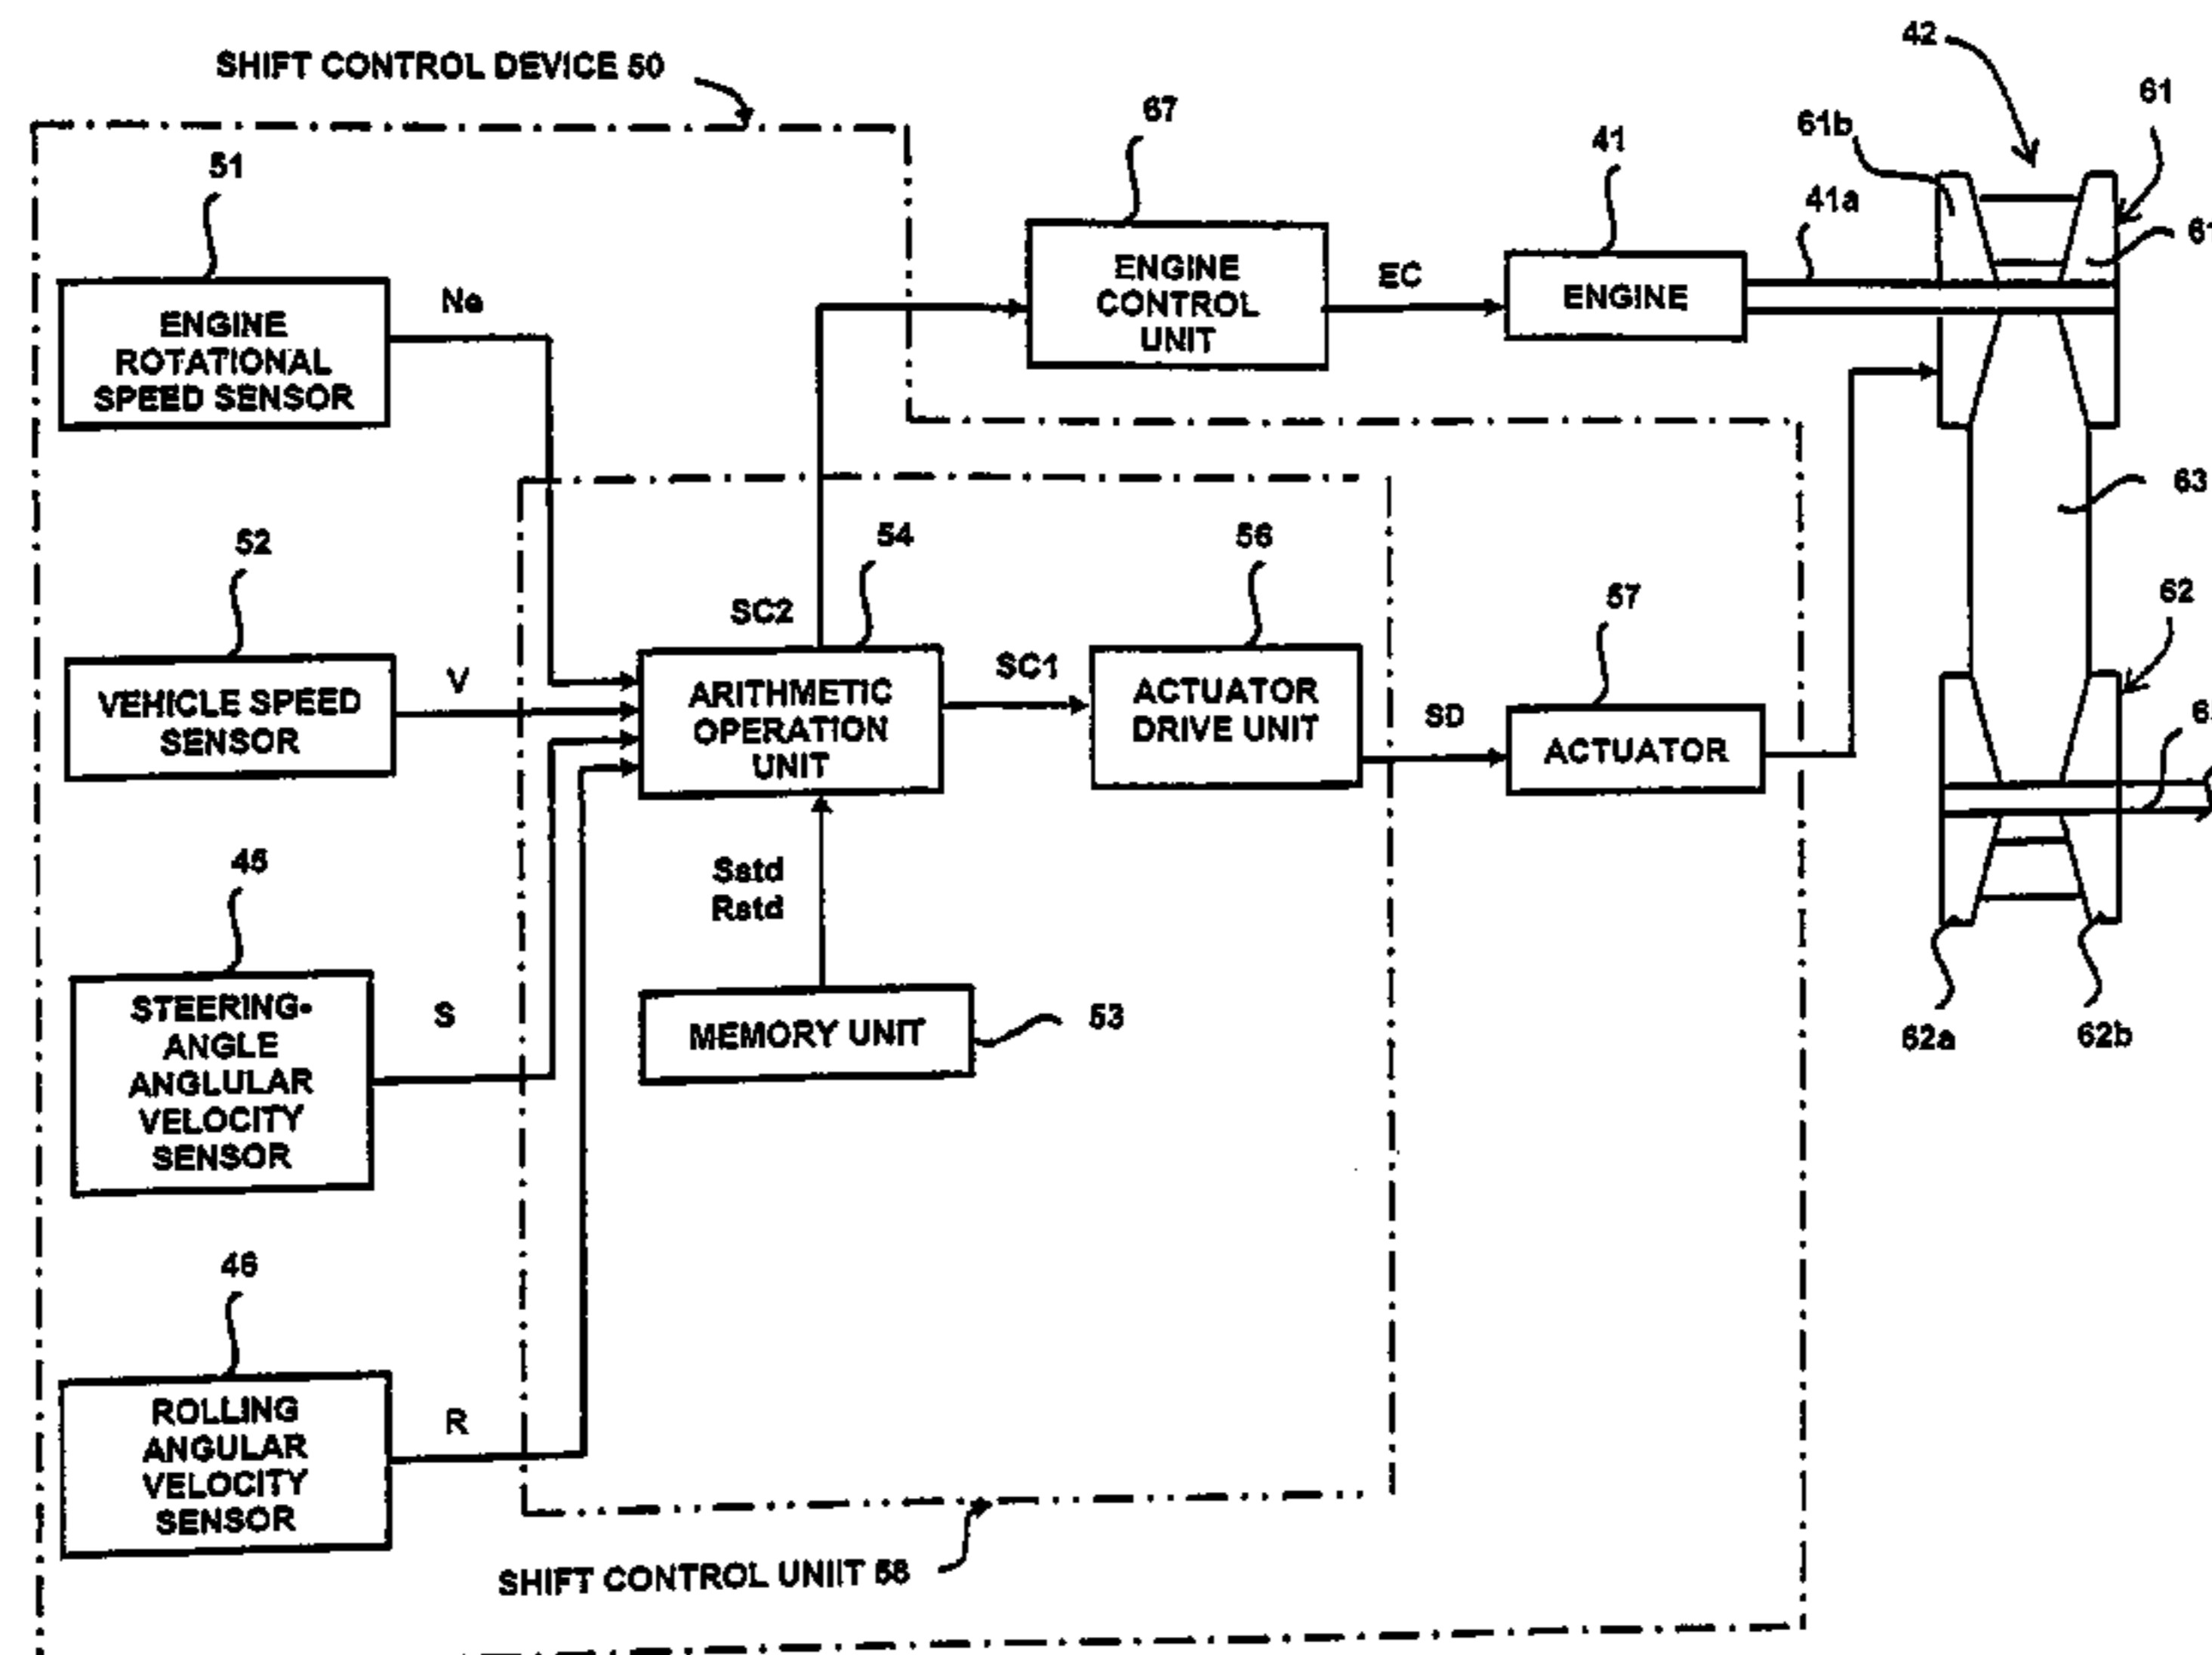 SHIFT CONTROL DEVICE 50
42
61
67
61b
41
51
41a
ENGINE
CONTROL
UNIT
EC
ENGINE
Ne
ENGINE
ROTATIONAL
SPEED SENSOR
63
52
54
56
57
62
SC2
V
VEHICLE SPEED
SENSOR
ARITHMETIC
OPERATION
UNIT
SC1
ACTUATOR
DRIVE UNIT
SD
ACTUATOR
45
Sstd
Rstd
STEERING-
ANGLE
ANGLULAR
VELOCITY
SENSOR
S
MEMORY UNIT
53
62a
62b
46
ROLLING
ANGULAR
VELOCITY
SENSOR
R
SHIFT CONTROL UNIIT 58